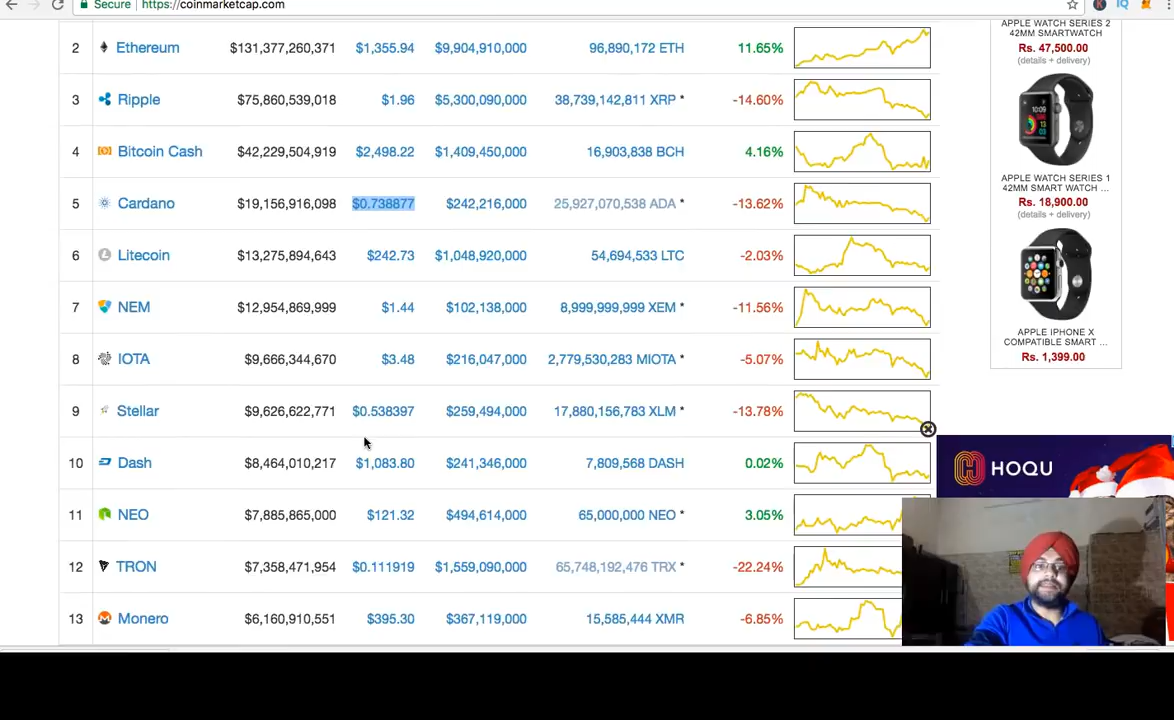 Secure https://coinmarketcap.com
2 Ethereum $131,377,260,371 $1,355.94 $9,904,910,000 96,890,172 ETH 11.65%
3 Ripple $75,860,539,018 $1.96 $5,300,090,000 38,739,142,811 XRP * -14.60%
4 Bitcoin Cash $42,229,504,919 $2,498.22 $1,409,450,000 16,903,838 BCH 4.16%
5 Cardano $19,156,916,098 $0.738877 $242,216,000 25,927,070,538 ADA * -13.62%
6 Litecoin $13,275,894,643 $242.73 $1,048,920,000 54,694,533 LTC -2.03%
7 NEM $12,954,869,999 $1.44 $102,138,000 8,999,999,999 XEM * -11.56%
8 IOTA $9,666,344,670 $3.48 $216,047,000 2,779,530,283 MIOTA * -5.07%
9 Stellar $9,626,622,771 $0.538397 $259,494,000 17,880,156,783 XLM * -13.78%
10 Dash $8,464,010,217 $1,083.80 $241,346,000 7,809,568 DASH 0.02%
11 NEO $7,885,865,000 $121.32 $494,614,000 65,000,000 NEO * 3.05%
12 TRON $7,358,471,954 $0.111919 $1,559,090,000 65,748,192,476 TRX * -22.24%
13 Monero $6,160,910,551 $395.30 $367,119,000 15,585,444 XMR -6.85%
APPLE WATCH SERIES 2
42MM SMARTWATCH
Rs. 47,500.00
(details + delivery)
APPLE WATCH SERIES 1
42MM SMART WATCH ...
Rs. 18,900.00
(details + delivery)
APPLE IPHONE X
COMPATIBLE SMART ...
Rs. 1,399.00
HOQU